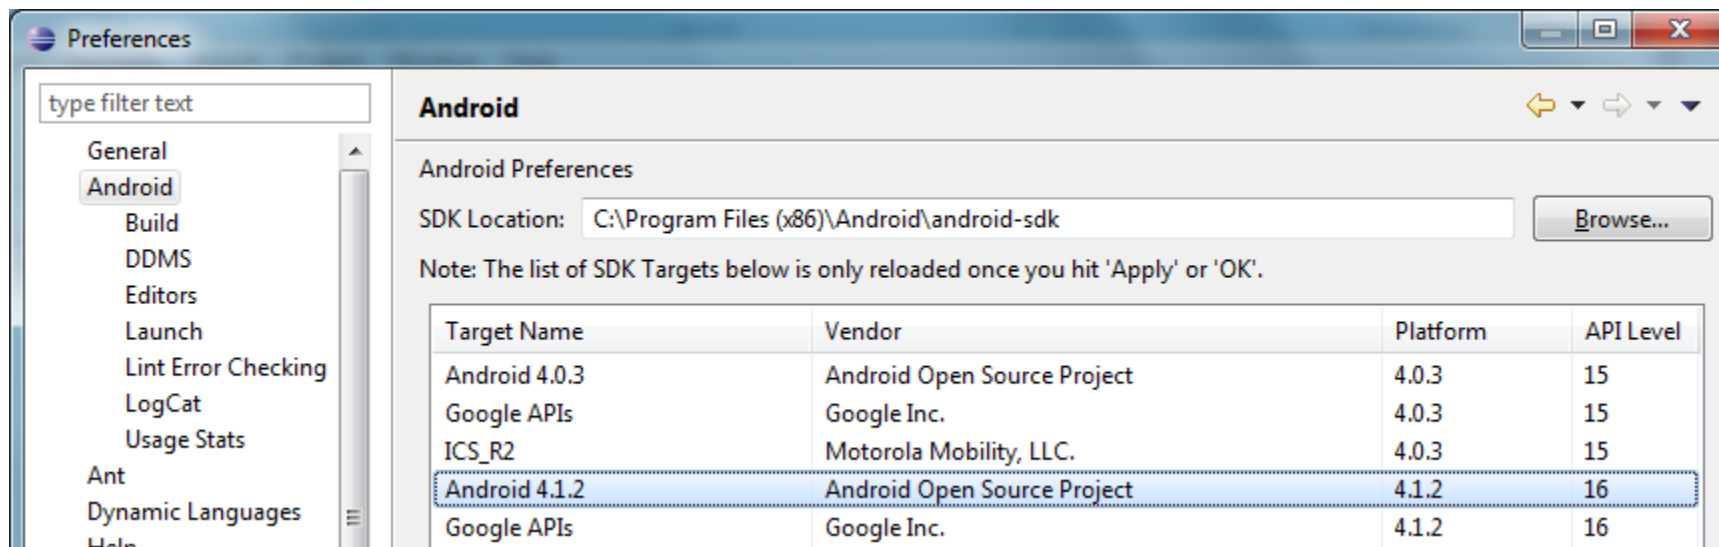 Preferences
type filter text
General
Android
Build
DDMS
Editors
Launch
Lint Error Checking
LogCat
Usage Stats
Ant
Dynamic Languages
Help
Android
Android Preferences
SDK Location: C:\Program Files (x86)\Android\android-sdk Browse...
Note: The list of SDK Targets below is only reloaded once you hit 'Apply' or 'OK'.
Target Name Vendor Platform API Level
Android 4.0.3 Android Open Source Project 4.0.3 15
Google APIs Google Inc. 4.0.3 15
ICS_R2 Motorola Mobility, LLC. 4.0.3 15
Android 4.1.2 Android Open Source Project 4.1.2 16
Google APIs Google Inc. 4.1.2 16